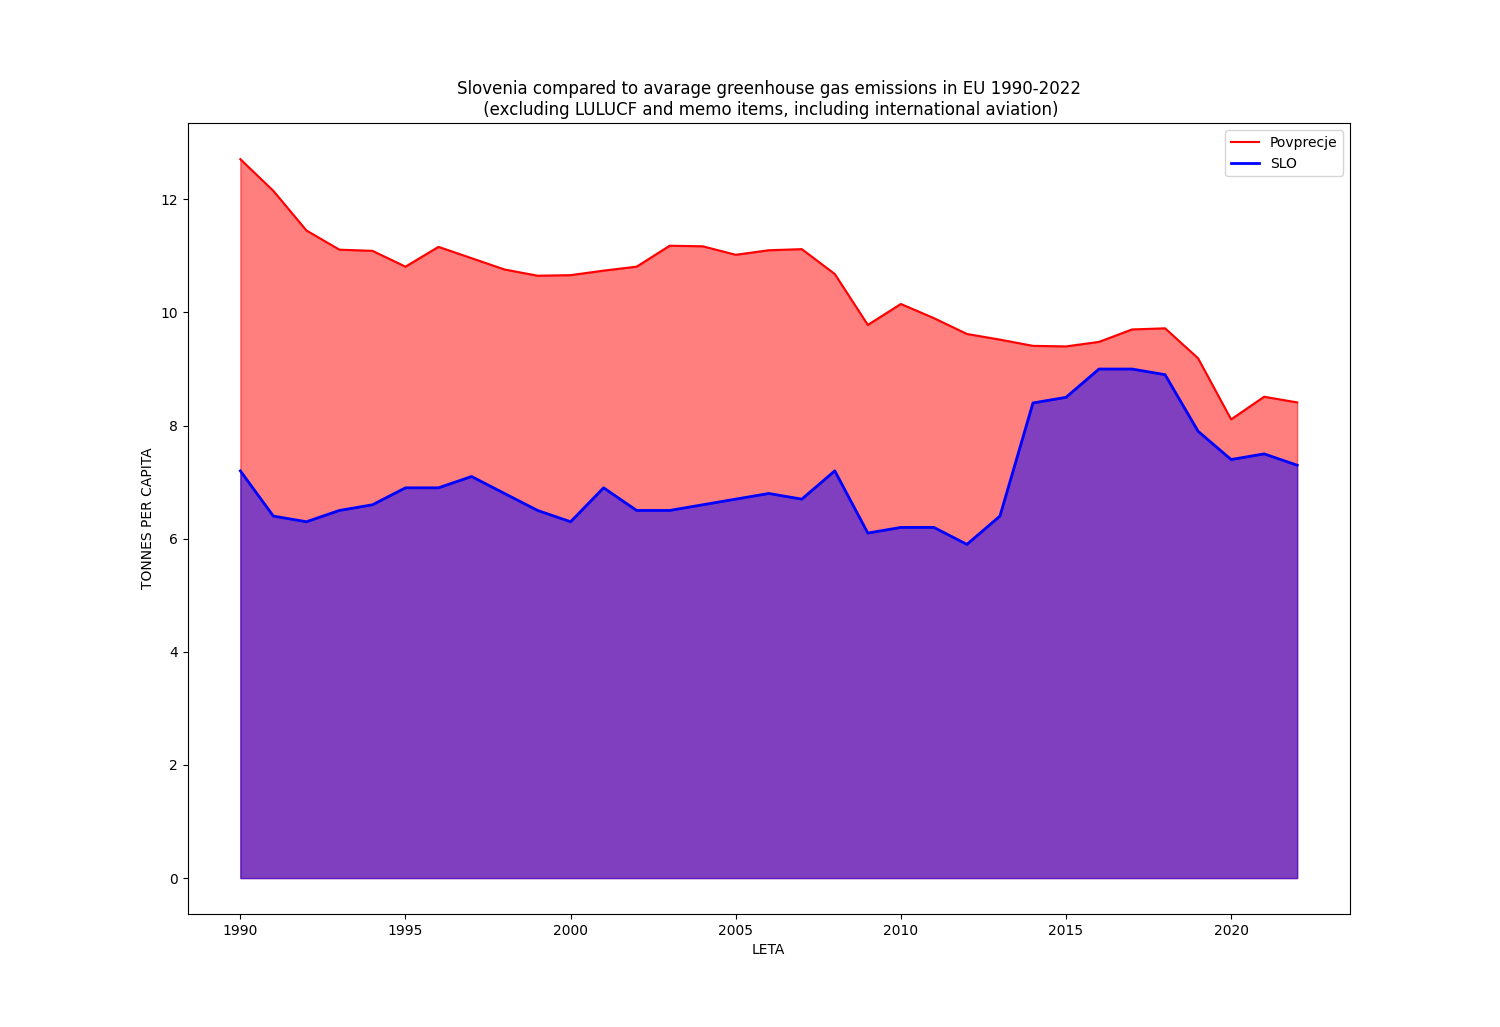 Slovenia compared to avarage greenhouse gas emissions in EU 1990-2022
(excluding LULUCF and memo items, including international aviation)
Povprecje
SLO
12
10
8
6
4
2
0
TONNES PER CAPITA
1990 1995 2000 2005 2010 2015 2020
LETA